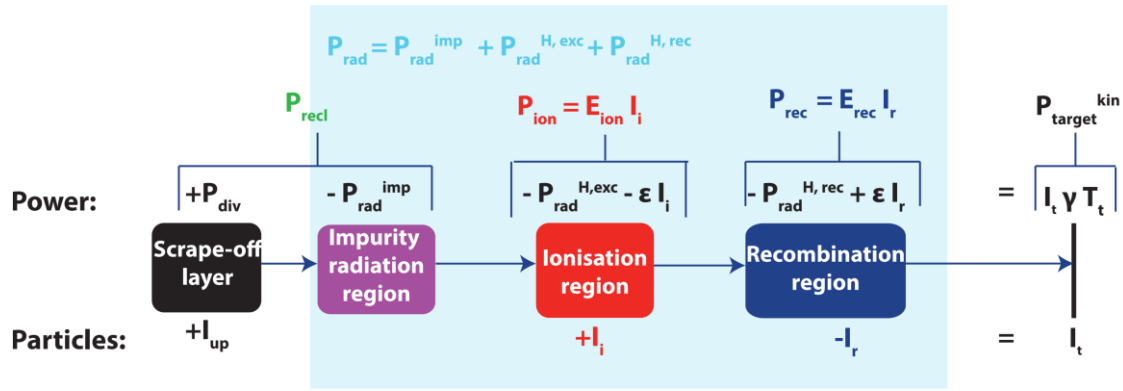 P_rad = P_rad^imp + P_rad^H, exc + P_rad^H, rec
P_recl
P_ion = E_ion I_i
P_rec = E_rec I_r
P_target^kin
Power:
+P_div
- P_rad^imp
- P_rad^H,exc - ε I_i
- P_rad^H, rec + ε I_r
=
I_t γ T_t
Scrape-off
layer
Impurity
radiation
region
Ionisation
region
Recombination
region
Particles:
+I_up
+I_i
-I_r
=
I_t